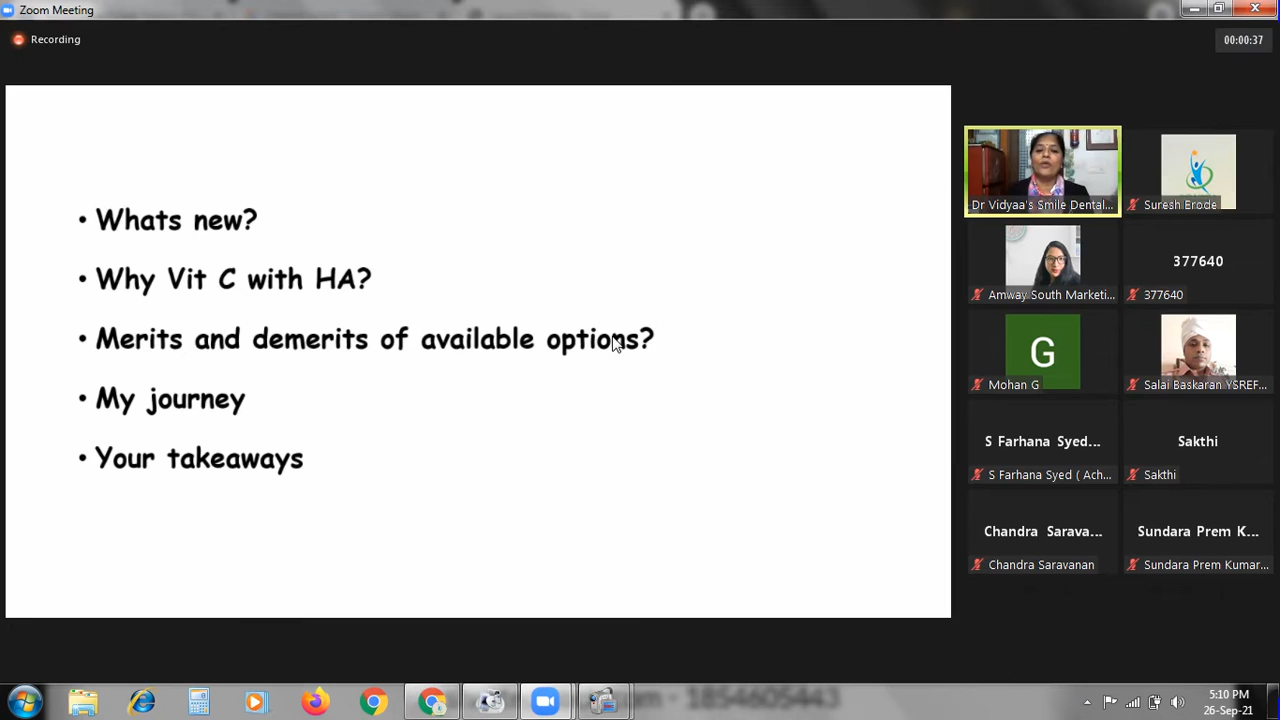 Zoom Meeting
Recording
00:00:37
• Whats new?
• Why Vit C with HA?
• Merits and demerits of available options?
• My journey
• Your takeaways
Dr Vidyaa's Smile Dental...
Suresh Erode
Amway South Marketi...
377640
377640
G
Mohan G
Salai Baskaran YSREF...
S Farhana Syed...
S Farhana Syed ( Ach...
Sakthi
Sakthi
Chandra Sarava...
Chandra Saravanan
Sundara Prem K...
Sundara Prem Kumar...
1854605443
5:10 PM
26-Sep-21